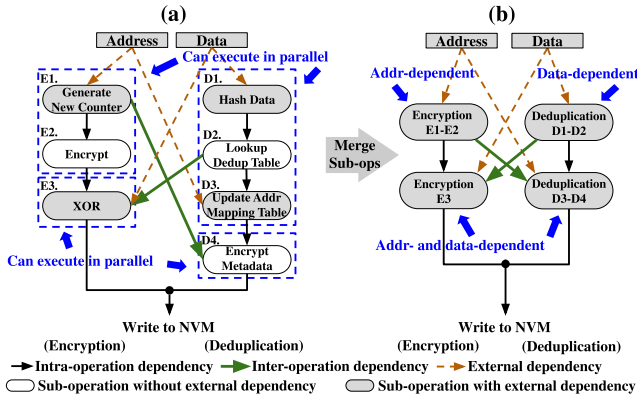 (a)
(b)
Address
Data
Can execute in parallel
E1.
Generate
New Counter
E2.
Encrypt
E3.
XOR
D1.
Hash Data
D2.
Lookup
Dedup Table
D3.
Update Addr
Mapping Table
D4.
Encrypt
Metadata
Can execute in parallel
Write to NVM
(Encryption)
(Deduplication)
Merge
Sub-ops
Address
Data
Addr-dependent
Data-dependent
Encryption
E1-E2
Deduplication
D1-D2
Encryption
E3
Deduplication
D3-D4
Addr- and data-dependent
Write to NVM
(Encryption)
(Deduplication)
Intra-operation dependency
Inter-operation dependency
External dependency
Sub-operation without external dependency
Sub-operation with external dependency